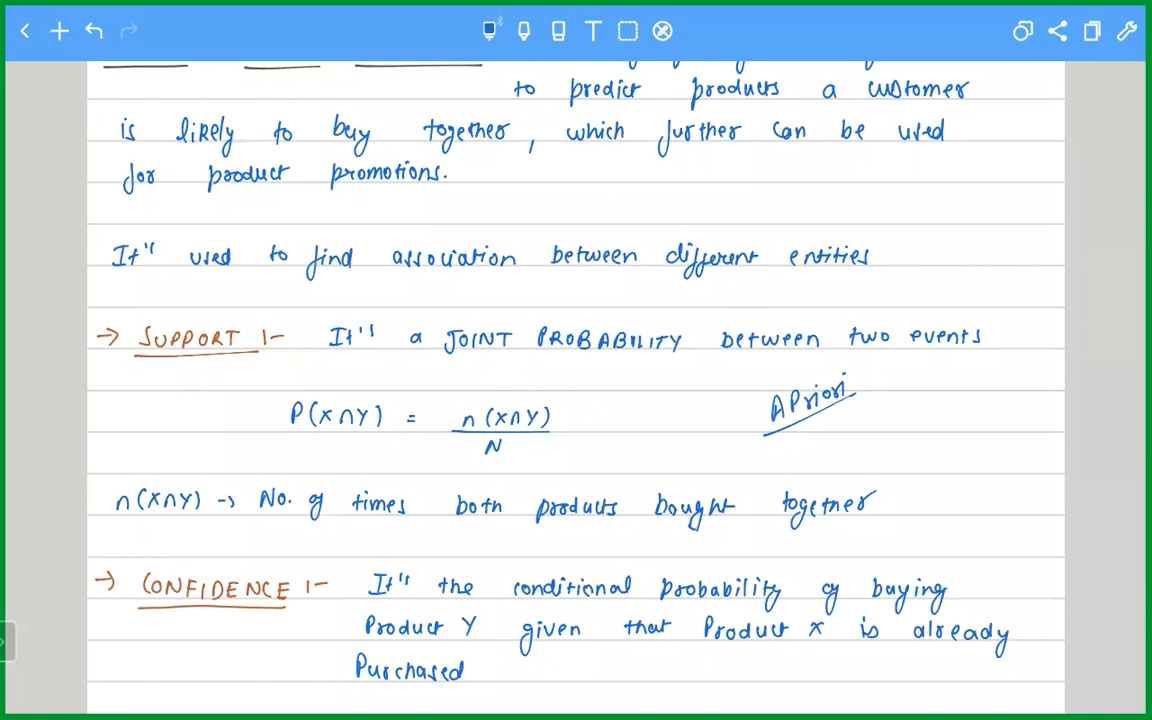 to predict products a customer
is likely to buy together, which further can be used
for product promotions.
It's used to find association between different entities
→ SUPPORT :- It's a JOINT PROBABILITY between two events
P(X∩Y) = n(X∩Y)
N
APriori
n(X∩Y) → No. of times both products bought together
→ CONFIDENCE :- It's the conditional probability of buying
Product Y given that Product X is already
Purchased